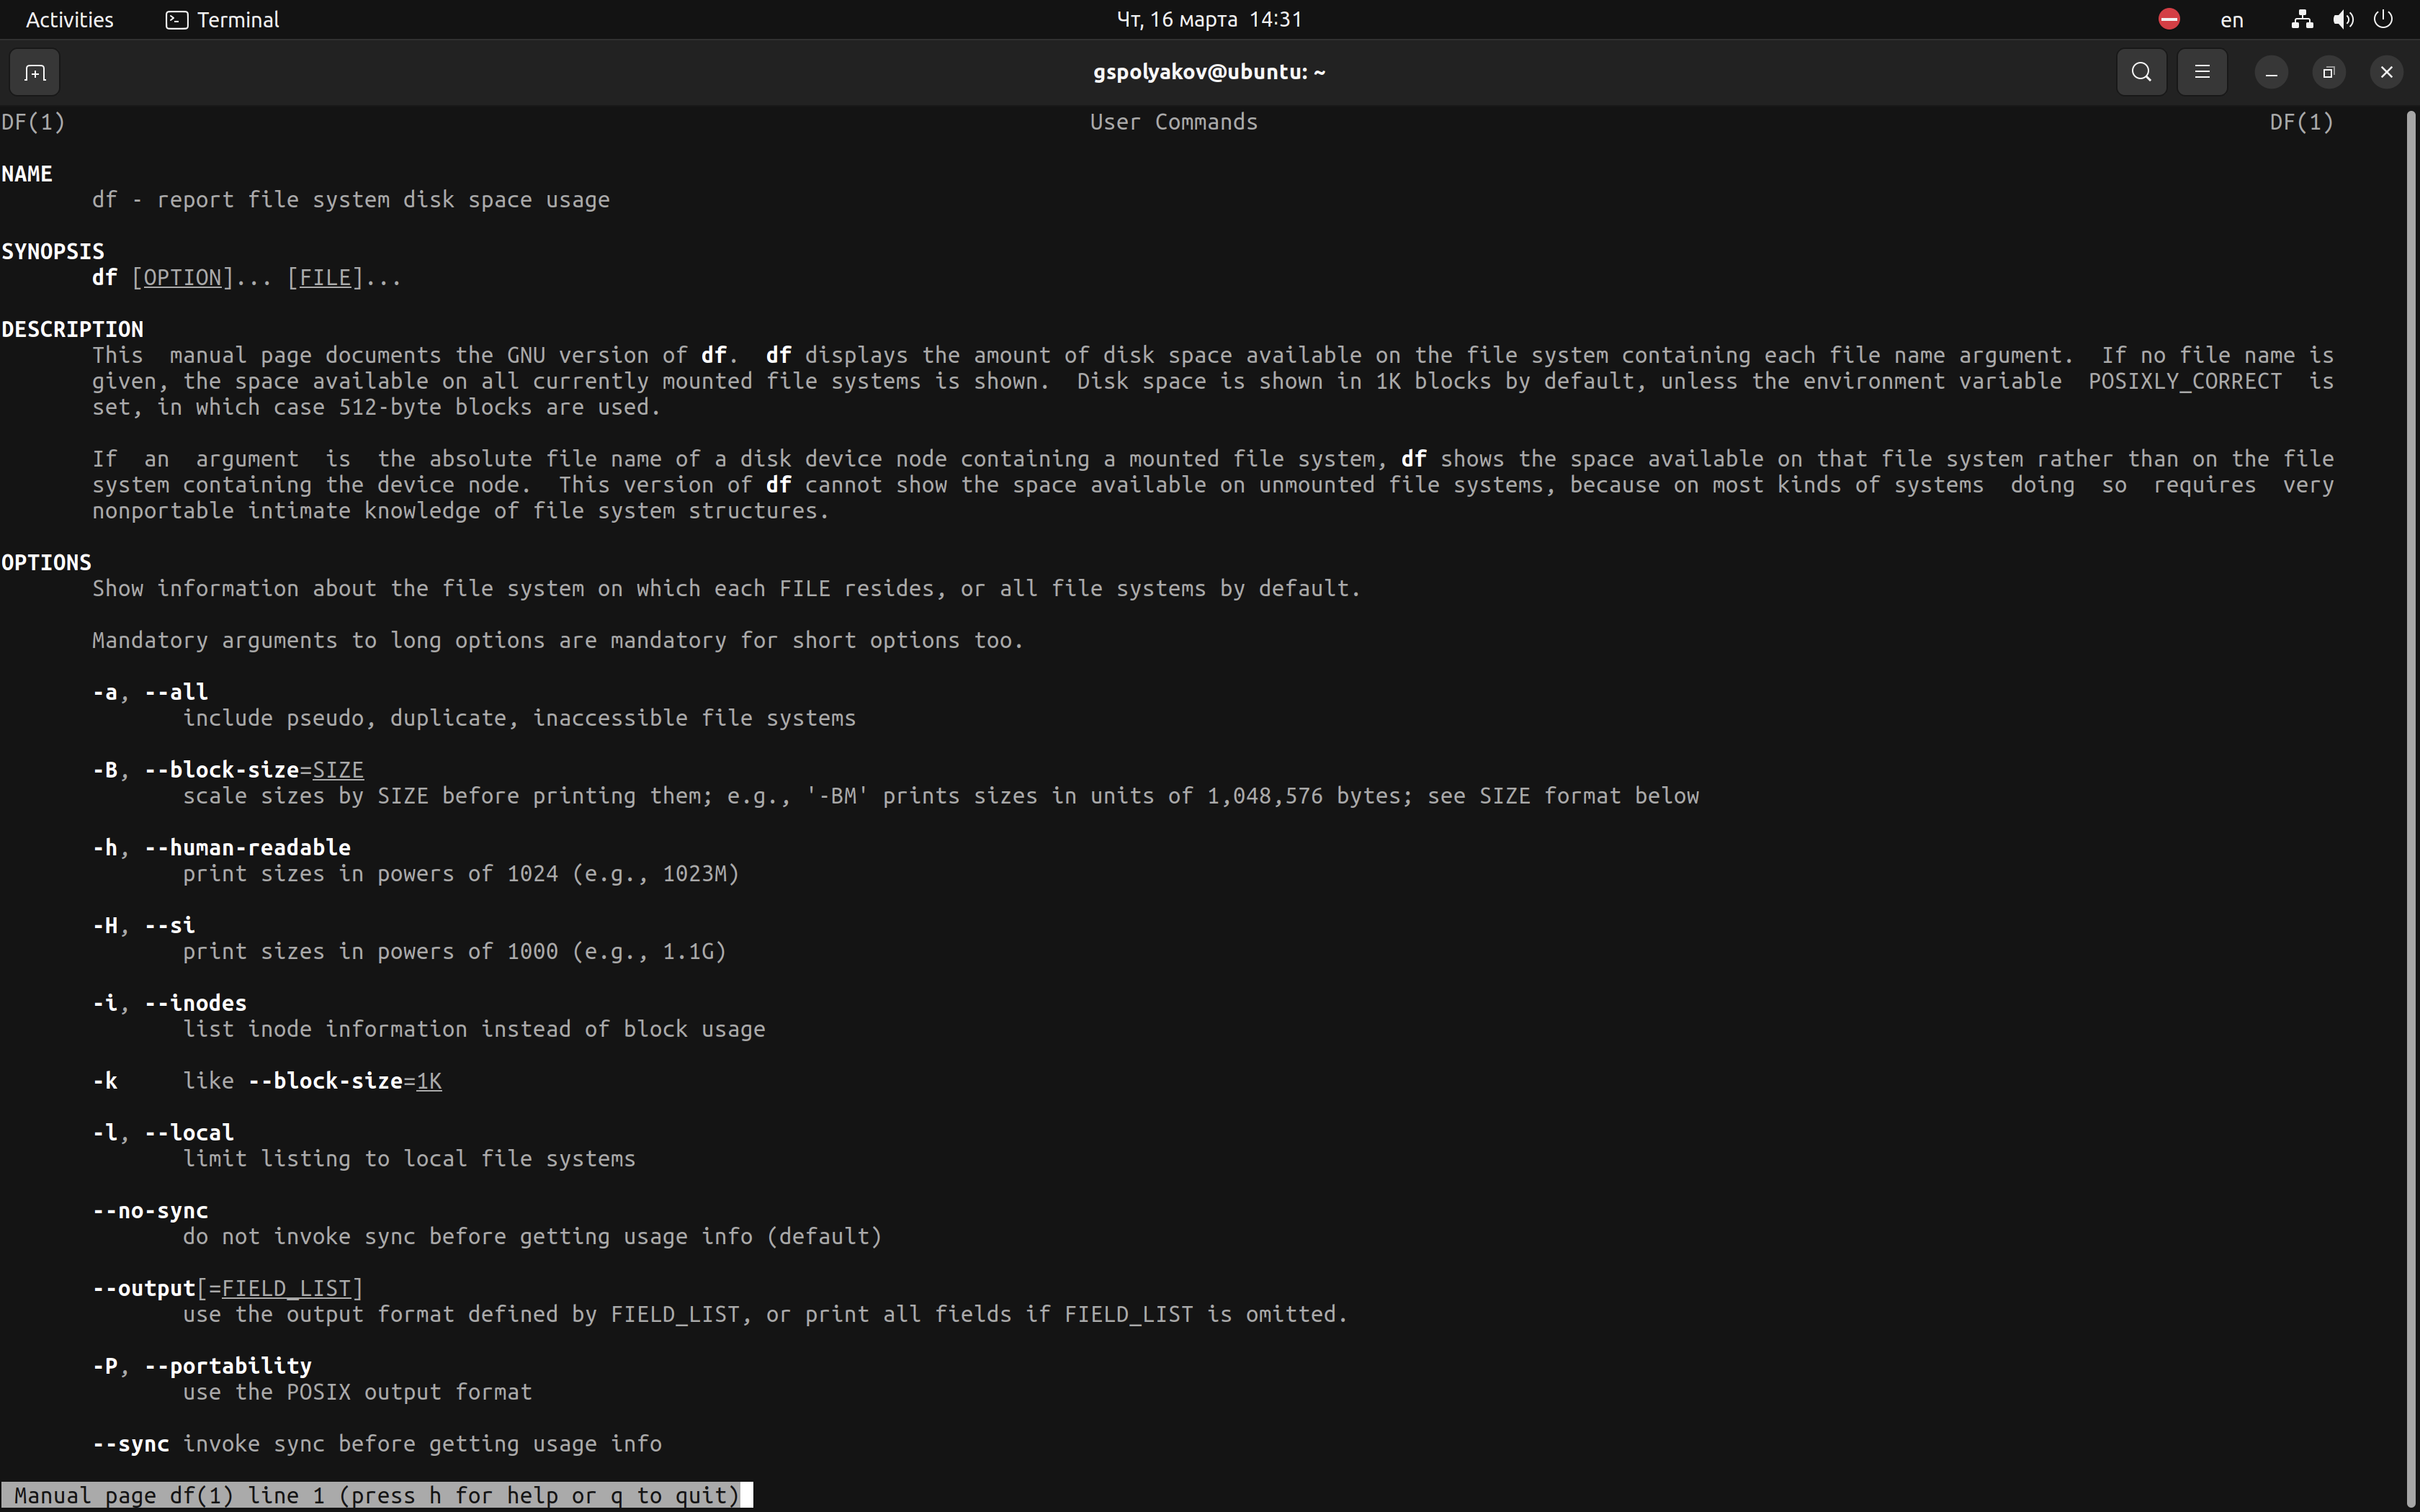 Activities Terminal Чт, 16 марта 14:31 en
gspolyakov@ubuntu: ~
DF(1) User Commands DF(1)
NAME
df - report file system disk space usage
SYNOPSIS
df [OPTION]... [FILE]...
DESCRIPTION
This  manual page documents the GNU version of df.  df displays the amount of disk space available on the file system containing each file name argument.  If no file name is
given, the space available on all currently mounted file systems is shown.  Disk space is shown in 1K blocks by default, unless the environment variable  POSIXLY_CORRECT  is
set, in which case 512-byte blocks are used.
If  an  argument  is  the absolute file name of a disk device node containing a mounted file system, df shows the space available on that file system rather than on the file
system containing the device node.  This version of df cannot show the space available on unmounted file systems, because on most kinds of systems  doing  so  requires  very
nonportable intimate knowledge of file system structures.
OPTIONS
Show information about the file system on which each FILE resides, or all file systems by default.
Mandatory arguments to long options are mandatory for short options too.
-a, --all
include pseudo, duplicate, inaccessible file systems
-B, --block-size=SIZE
scale sizes by SIZE before printing them; e.g., '-BM' prints sizes in units of 1,048,576 bytes; see SIZE format below
-h, --human-readable
print sizes in powers of 1024 (e.g., 1023M)
-H, --si
print sizes in powers of 1000 (e.g., 1.1G)
-i, --inodes
list inode information instead of block usage
-k     like --block-size=1K
-l, --local
limit listing to local file systems
--no-sync
do not invoke sync before getting usage info (default)
--output[=FIELD_LIST]
use the output format defined by FIELD_LIST, or print all fields if FIELD_LIST is omitted.
-P, --portability
use the POSIX output format
--sync invoke sync before getting usage info
Manual page df(1) line 1 (press h for help or q to quit)